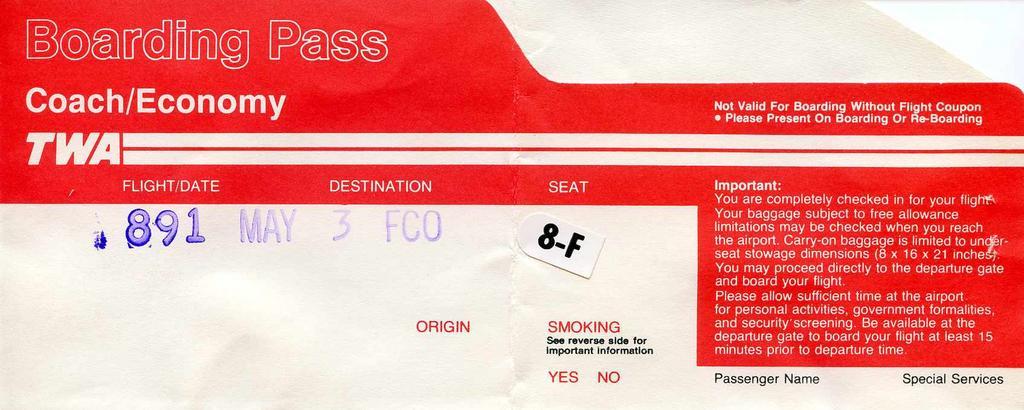 Boarding Pass
Coach/Economy
TWA
Not Valid For Boarding Without Flight Coupon
• Please Present On Boarding Or Re-Boarding
FLIGHT/DATE DESTINATION SEAT
891 MAY 3 FCO
8-F
Important:
You are completely checked in for your flight.
Your baggage subject to free allowance
limitations may be checked when you reach
the airport. Carry-on baggage is limited to under-
seat stowage dimensions (8 x 16 x 21 inches).
You may proceed directly to the departure gate
and board your flight.
Please allow sufficient time at the airport
for personal activities, government formalities,
and security screening. Be available at the
departure gate to board your flight at least 15
minutes prior to departure time.
ORIGIN SMOKING
See reverse side for
important information
YES NO
Passenger Name Special Services